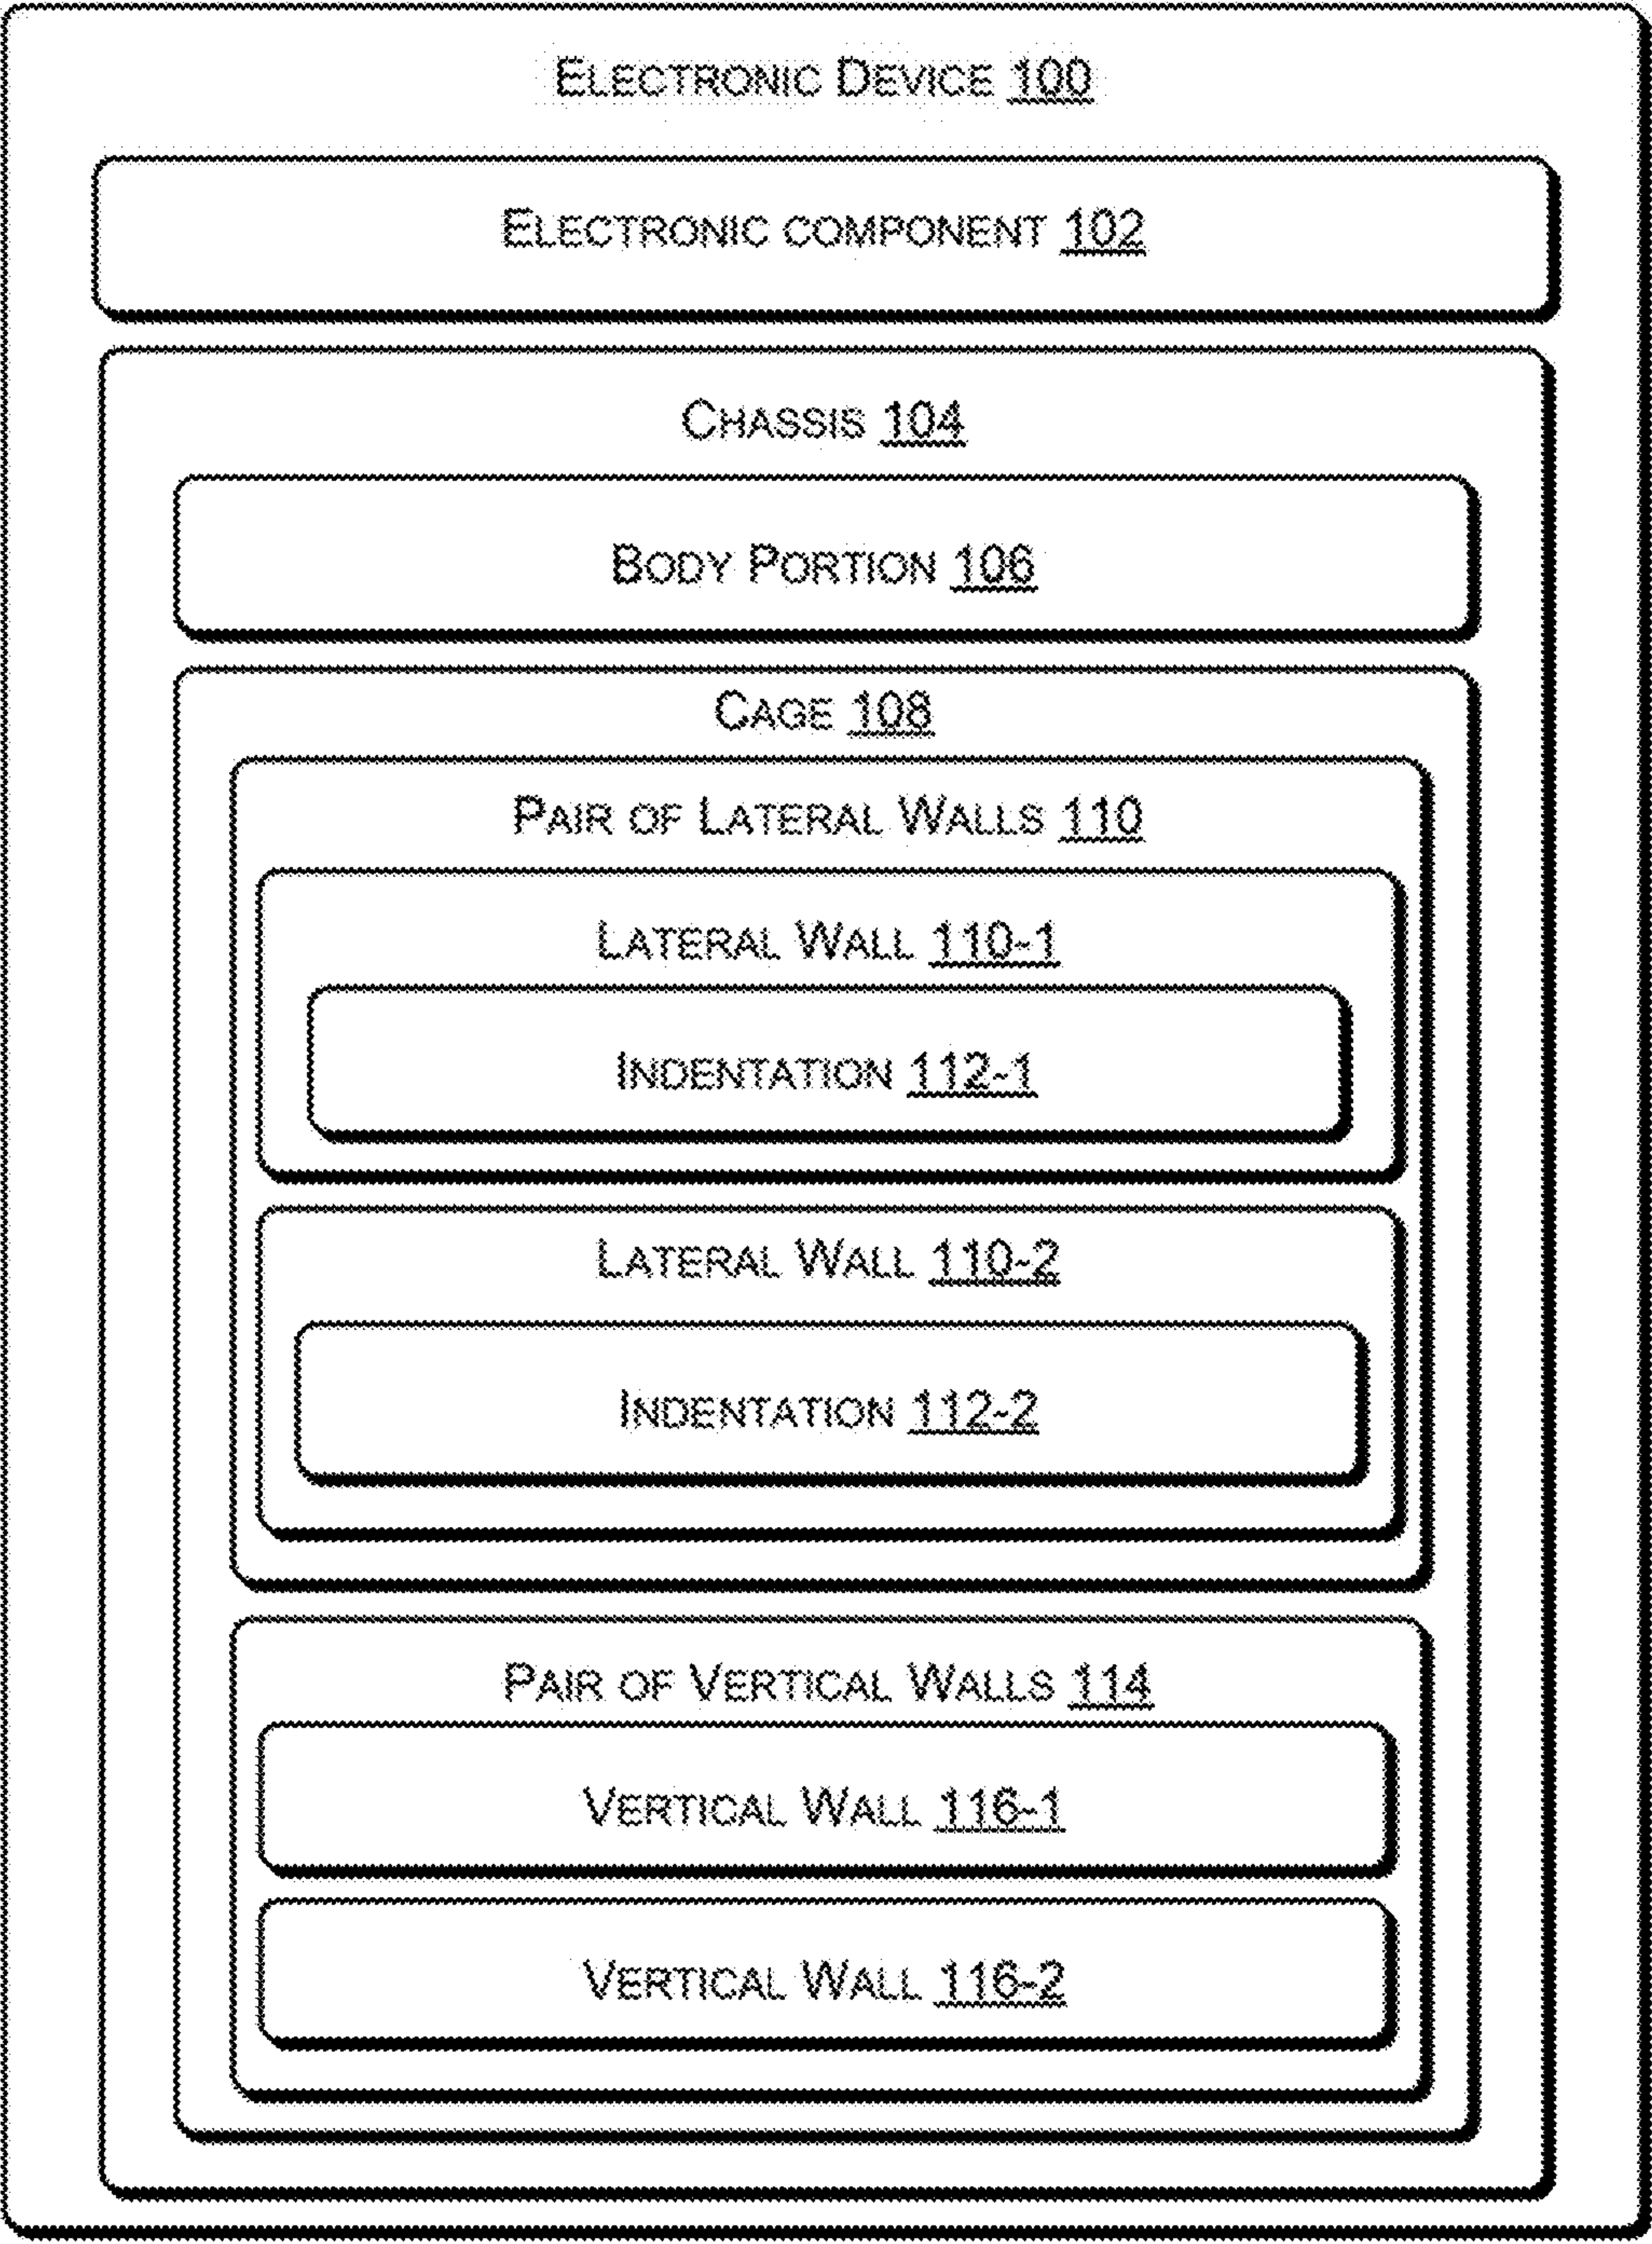 ELECTRONIC DEVICE 100
ELECTRONIC COMPONENT 102
CHASSIS 104
BODY PORTION 106
CAGE 108
PAIR OF LATERAL WALLS 110
LATERAL WALL 110-1
INDENTATION 112-1
LATERAL WALL 110-2
INDENTATION 112-2
PAIR OF VERTICAL WALLS 114
VERTICAL WALL 116-1
VERTICAL WALL 116-2